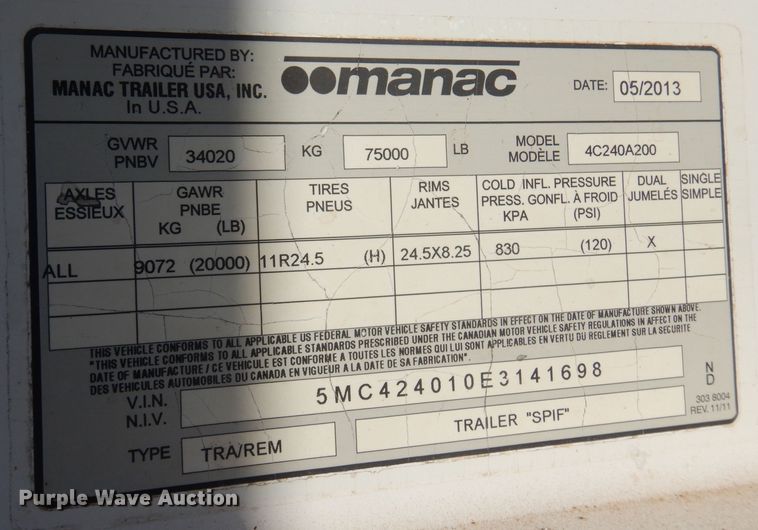 MANUFACTURED BY:
FABRIQUÉ PAR:
MANAC TRAILER USA, INC.
In U.S.A.
manac
DATE: 05/2013
GVWR
PNBV
34020 KG 75000 LB
MODEL
MODÈLE
4C240A200
AXLES
ESSIEUX
GAWR
PNBE
KG (LB)
TIRES
PNEUS
RIMS
JANTES
COLD INFL. PRESSURE
PRESS. GONFL. À FROID
KPA (PSI)
DUAL
JUMELÉS
SINGLE
SIMPLE
ALL 9072 (20000) 11R24.5 (H) 24.5X8.25 830 (120) X
THIS VEHICLE CONFORMS TO ALL APPLICABLE US FEDERAL MOTOR VEHICLE SAFETY STANDARDS IN EFFECT ON THE DATE OF MANUFACTURE SHOWN ABOVE.
"THIS VEHICLE CONFORMS TO ALL APPLICABLE STANDARDS PRESCRIBED UNDER THE CANADIAN MOTOR VEHICLE SAFETY REGULATIONS IN AFFECT ON THE
DATE OF MANUFACTURE / CE VEHICULE EST CONFORME A TOUTES LES NORMES QUI LUI SONT APPLICABLES EN VERTU DU REGLEMENT SUR LA SECURITE
DES VEHICULES AUTOMOBILES DU CANADA EN VIGUEUR A LA DATE DE SA FABRICATION".
V.I.N.
N.I.V.
5MC424010E3141698
N
D
303 8004
REV. 11/11
TYPE TRA/REM TRAILER "SPIF"
Purple Wave Auction